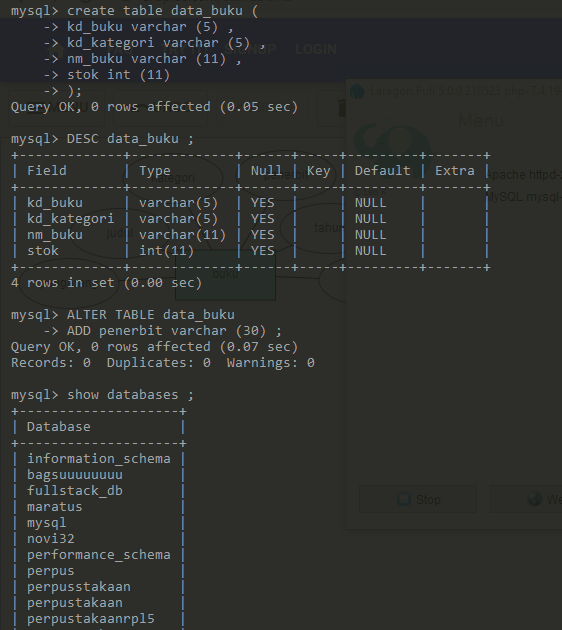 mysql> create table data_buku (
    -> kd_buku varchar (5) ,
    -> kd_kategori varchar (5) ,
    -> nm_buku varchar (11) ,
    -> stok int (11)
    -> );
Query OK, 0 rows affected (0.05 sec)

mysql> DESC data_buku ;
+-------------+-------------+------+-----+---------+-------+
| Field       | Type        | Null | Key | Default | Extra |
+-------------+-------------+------+-----+---------+-------+
| kd_buku     | varchar(5)  | YES  |     | NULL    |       |
| kd_kategori | varchar(5)  | YES  |     | NULL    |       |
| nm_buku     | varchar(11) | YES  |     | NULL    |       |
| stok        | int(11)     | YES  |     | NULL    |       |
+-------------+-------------+------+-----+---------+-------+
4 rows in set (0.00 sec)

mysql> ALTER TABLE data_buku
    -> ADD penerbit varchar (30) ;
Query OK, 0 rows affected (0.07 sec)
Records: 0  Duplicates: 0  Warnings: 0

mysql> show databases ;
+--------------------+
| Database           |
+--------------------+
| information_schema |
| bagsuuuuuuuu       |
| fullstack_db       |
| maratus            |
| mysql              |
| novi32             |
| performance_schema |
| perpus             |
| perpusstakaan      |
| perpustakaan       |
| perpustakaanrpl5   |
LOGIN
Menu
Apache httpd-2
MySQL mysql-
buku
Stop
We